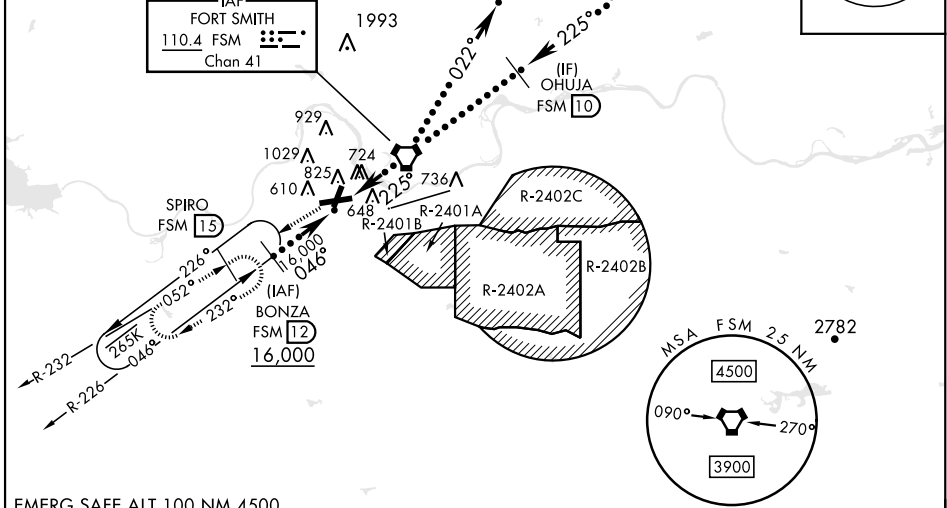 IAF
FORT SMITH
110.4 FSM
Chan 41
1993
022°
225°
(IF)
OHUJA
FSM 10
929
1029
724
825
610
648
225°
736
SPIRO
FSM 15
R-2401B
R-2401A
R-2402C
R-2402B
R-2402A
16,000
046°
226°
052°
232°
(IAF)
BONZA
FSM 12
16,000
265K
046°
R-232
R-226
MSA FSM 25 NM
2782
4500
090°
270°
3900
EMERG SAFE ALT 100 NM 4500